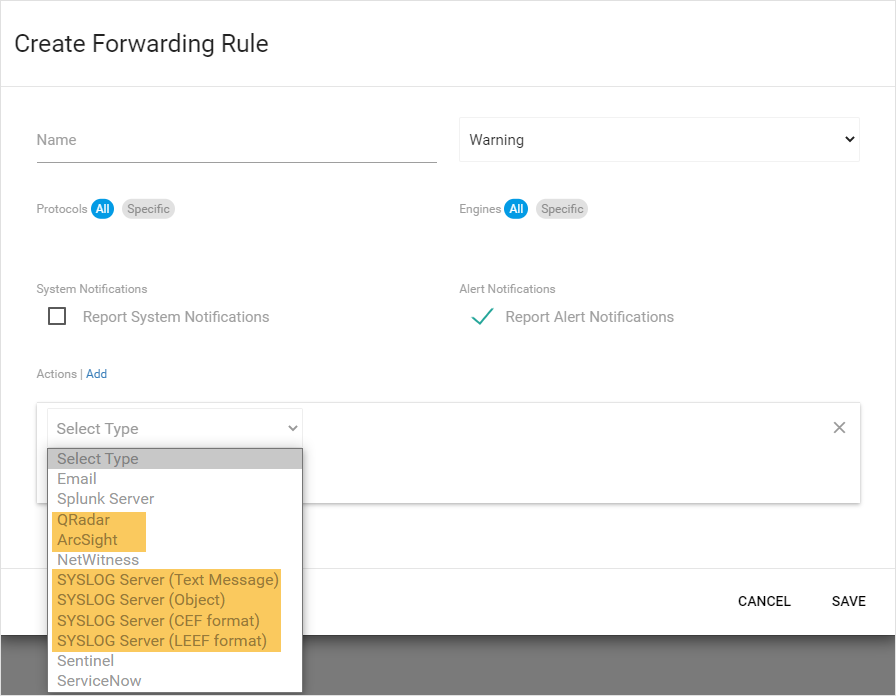 Create Forwarding Rule
Name
Warning
Protocols All Specific
Engines All Specific
System Notifications
Alert Notifications
Report System Notifications
Report Alert Notifications
Actions | Add
Select Type
Select Type
Email
Splunk Server
QRadar
ArcSight
NetWitness
SYSLOG Server (Text Message)
SYSLOG Server (Object)
SYSLOG Server (CEF format)
SYSLOG Server (LEEF format)
Sentinel
ServiceNow
CANCEL SAVE